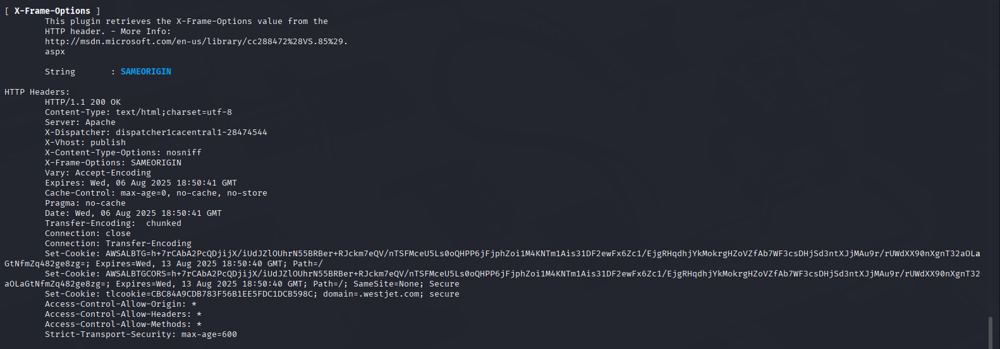 [ X-Frame-Options ]
This plugin retrieves the X-Frame-Options value from the
HTTP header. - More Info:
http://msdn.microsoft.com/en-us/library/cc288472%28VS.85%29.
aspx
String : SAMEORIGIN
HTTP Headers:
HTTP/1.1 200 OK
Content-Type: text/html;charset=utf-8
Server: Apache
X-Dispatcher: dispatcher1cacentral1-28474544
X-Vhost: publish
X-Content-Type-Options: nosniff
X-Frame-Options: SAMEORIGIN
Vary: Accept-Encoding
Expires: Wed, 06 Aug 2025 18:50:41 GMT
Cache-Control: max-age=0, no-cache, no-store
Pragma: no-cache
Date: Wed, 06 Aug 2025 18:50:41 GMT
Transfer-Encoding:  chunked
Connection: close
Connection: Transfer-Encoding
Set-Cookie: AWSALBTG=h+7rCAbA2PcQDjijX/iUdJZlOUhrN55BRBer+RJckm7eQV/nTSFMceU5Ls0oQHPP6jFjphZoi1M4KNTm1Ais31DF2ewFx6Zc1/EjgRHqdhjYkMokrgHZoVZfAb7WF3csDHjSd3ntXJjMAu9r/rUWdXX90nXgnT32aOLa
GtNfmZq482ge8zg=; Expires=Wed, 13 Aug 2025 18:50:40 GMT; Path=/
Set-Cookie: AWSALBTGCORS=h+7rCAbA2PcQDjijX/iUdJZlOUhrN55BRBer+RJckm7eQV/nTSFMceU5Ls0oQHPP6jFjphZoi1M4KNTm1Ais31DF2ewFx6Zc1/EjgRHqdhjYkMokrgHZoVZfAb7WF3csDHjSd3ntXJjMAu9r/rUWdXX90nXgnT32
aOLaGtNfmZq482ge8zg=; Expires=Wed, 13 Aug 2025 18:50:40 GMT; Path=/; SameSite=None; Secure
Set-Cookie: tlcookie=CBC84A9CDB783F56B1EE5FDC1DCB598C; domain=.westjet.com; secure
Access-Control-Allow-Origin: *
Access-Control-Allow-Headers: *
Access-Control-Allow-Methods: *
Strict-Transport-Security: max-age=600